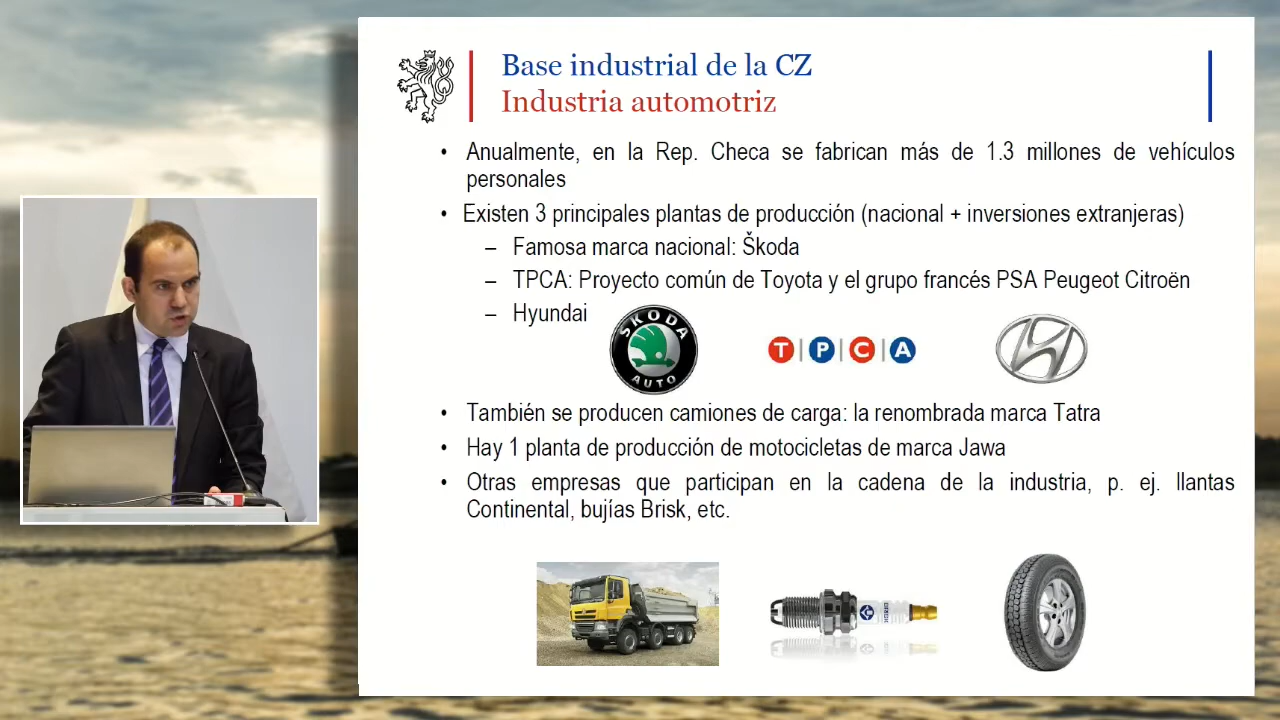 Base industrial de la CZ
Industria automotriz
• Anualmente, en la Rep. Checa se fabrican más de 1.3 millones de vehículos
personales
• Existen 3 principales plantas de producción (nacional + inversiones extranjeras)
– Famosa marca nacional: Škoda
– TPCA: Proyecto común de Toyota y el grupo francés PSA Peugeot Citroën
– Hyundai
ŠKODA
AUTO
T|P|C|A
• También se producen camiones de carga: la renombrada marca Tatra
• Hay 1 planta de producción de motocicletas de marca Jawa
• Otras empresas que participan en la cadena de la industria, p. ej. llantas
Continental, bujías Brisk, etc.
BRISK